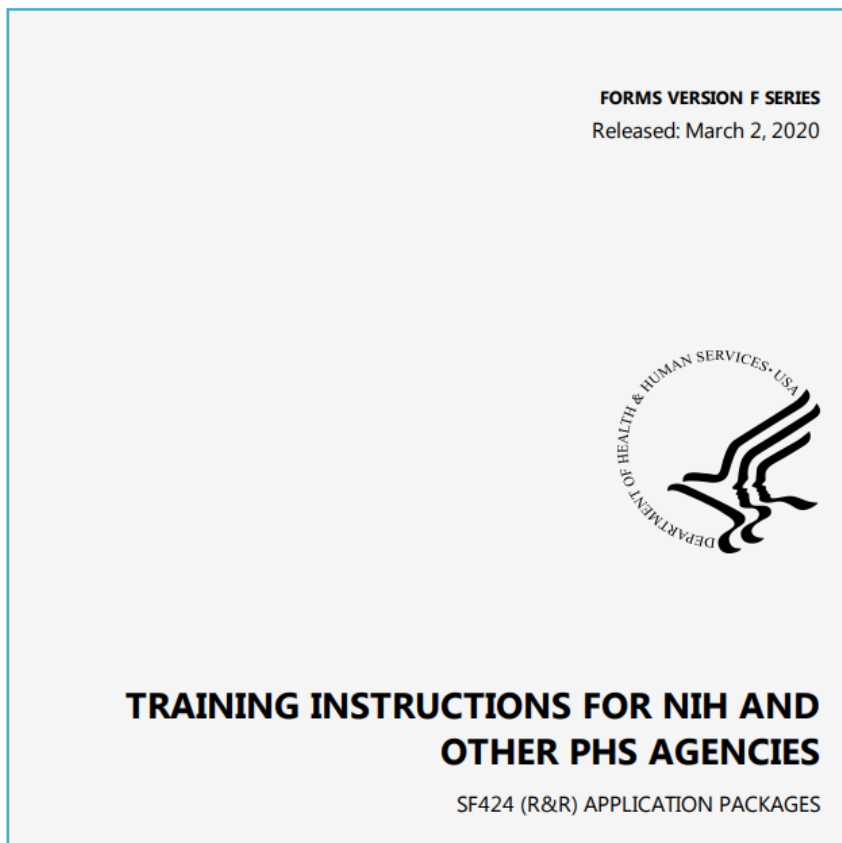 FORMS VERSION F SERIES
Released: March 2, 2020
DEPARTMENT OF HEALTH & HUMAN SERVICES • USA
TRAINING INSTRUCTIONS FOR NIH AND
OTHER PHS AGENCIES
SF424 (R&R) APPLICATION PACKAGES